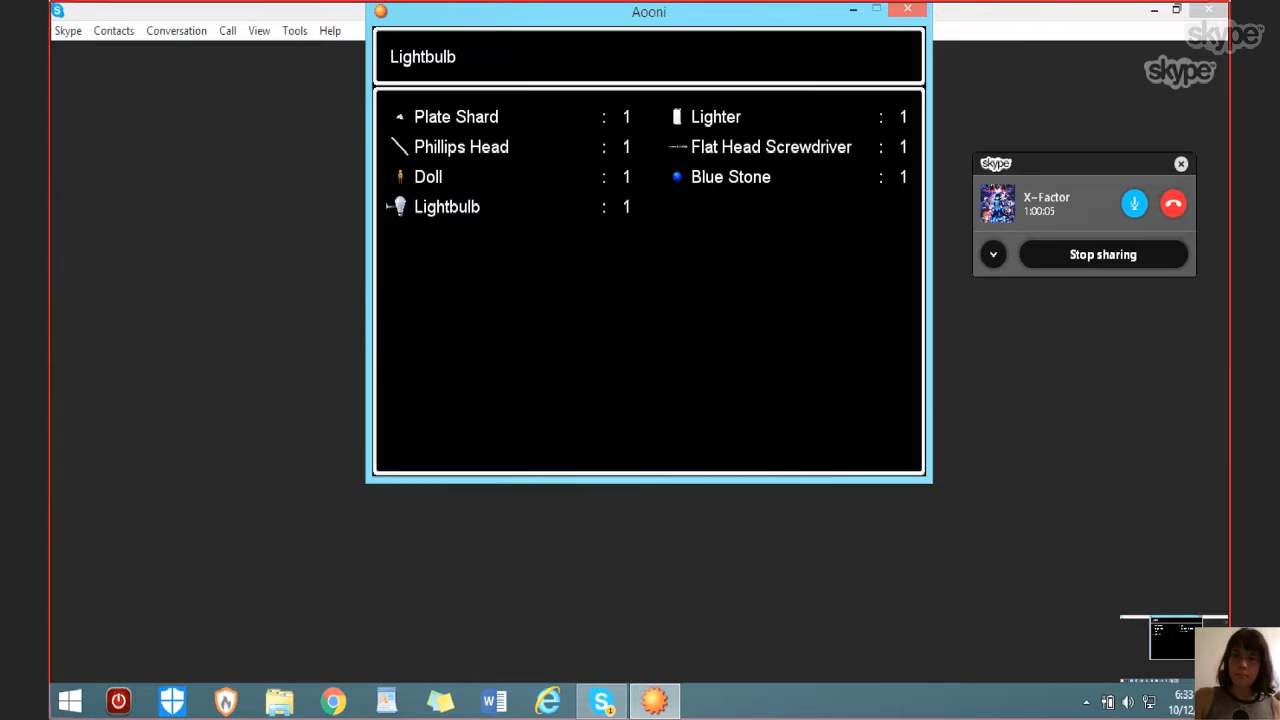 Aooni
skype
skype
Skype Contacts Conversation Call View Tools Help
Lightbulb
Plate Shard : 1 Lighter : 1
Phillips Head : 1 Flat Head Screwdriver : 1
Doll : 1 Blue Stone : 1
Lightbulb : 1
skype
X~Factor
1:00:05
Stop sharing
6:33
10/12,